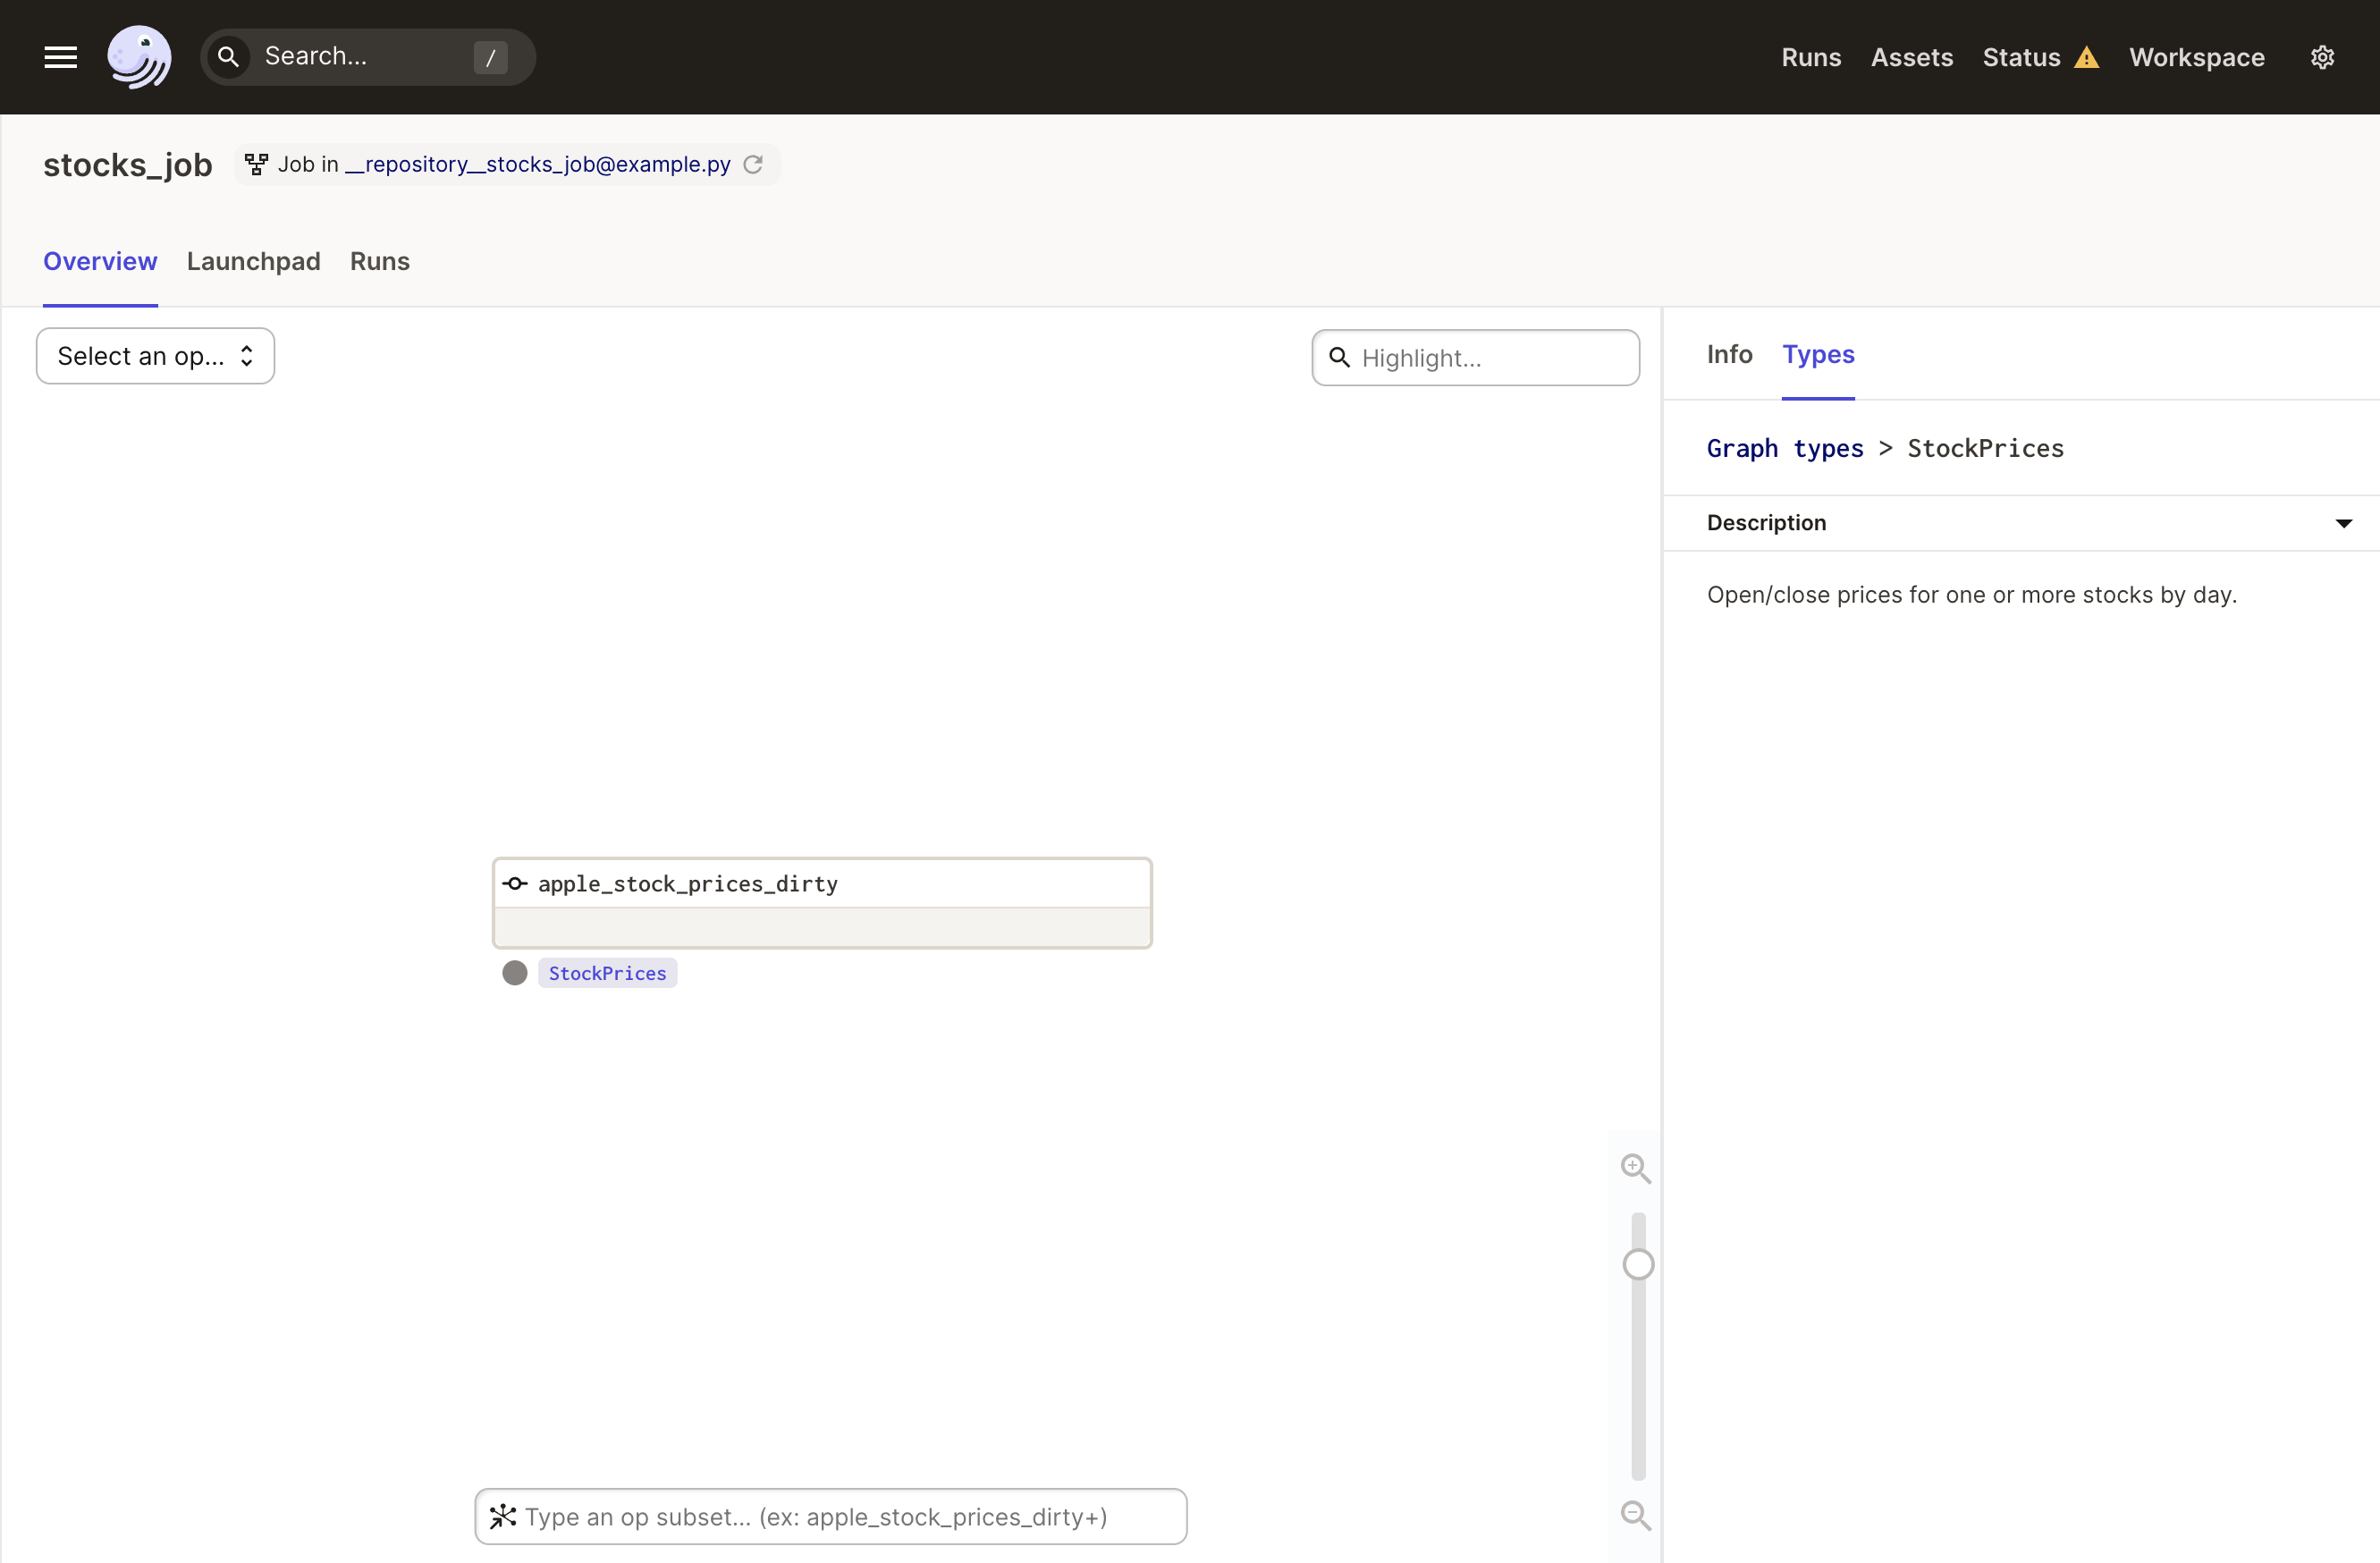 Search... /
Runs Assets Status Workspace
stocks_job Job in __repository__stocks_job@example.py
Overview Launchpad Runs
Select an op...
Highlight...
Info Types
Graph types > StockPrices
Description
Open/close prices for one or more stocks by day.
apple_stock_prices_dirty
StockPrices
Type an op subset... (ex: apple_stock_prices_dirty+)